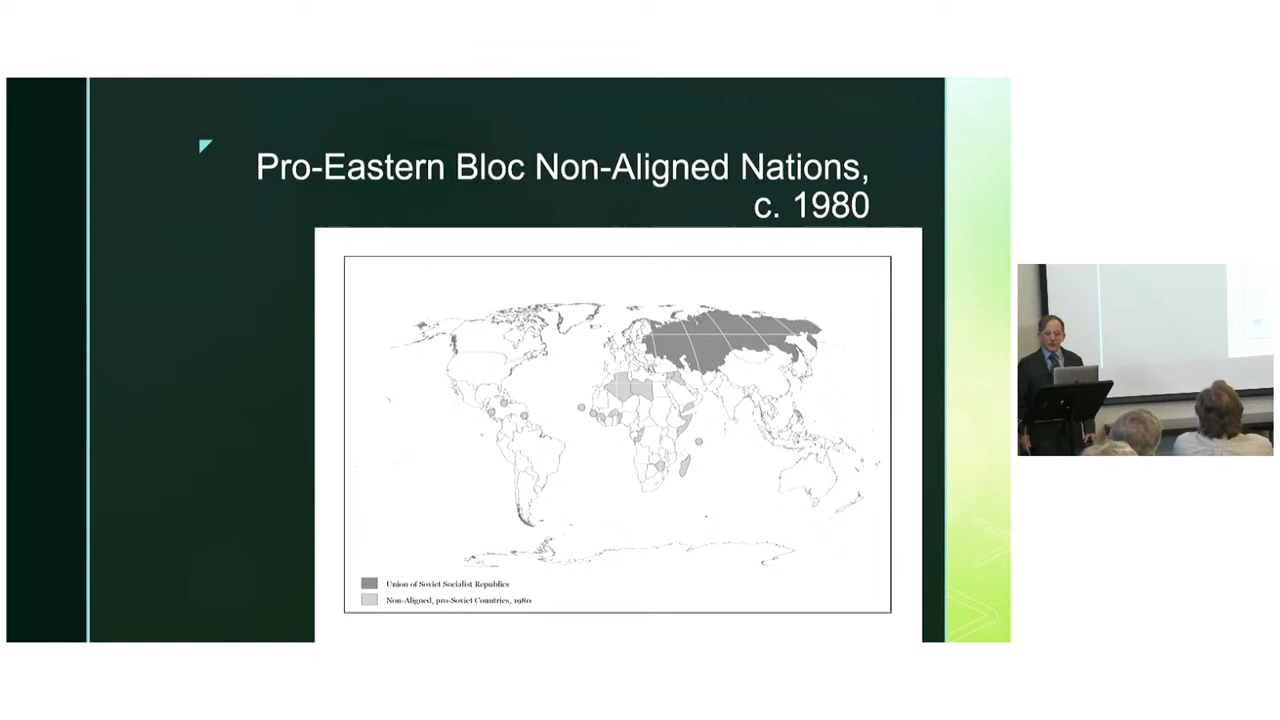 Pro-Eastern Bloc Non-Aligned Nations,
c. 1980
Union of Soviet Socialist Republics
Non-Aligned, pro-Soviet Countries, 1980